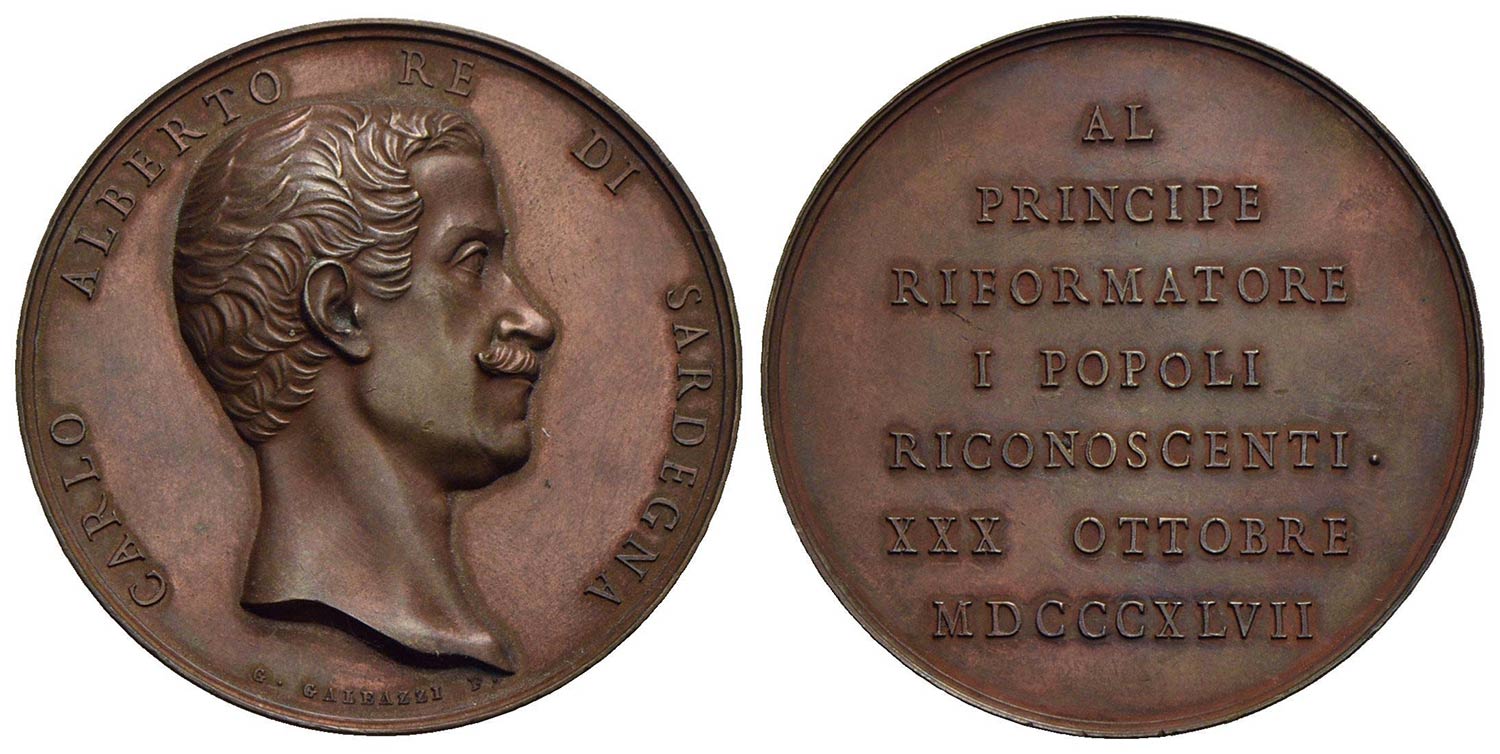 CARLO ALBERTO RE DI SARDEGNA
G. GALEAZZI F.
AL
PRINCIPE
RIFORMATORE
I POPOLI
RICONOSCENTI.
XXX OTTOBRE
MDCCCXLVII